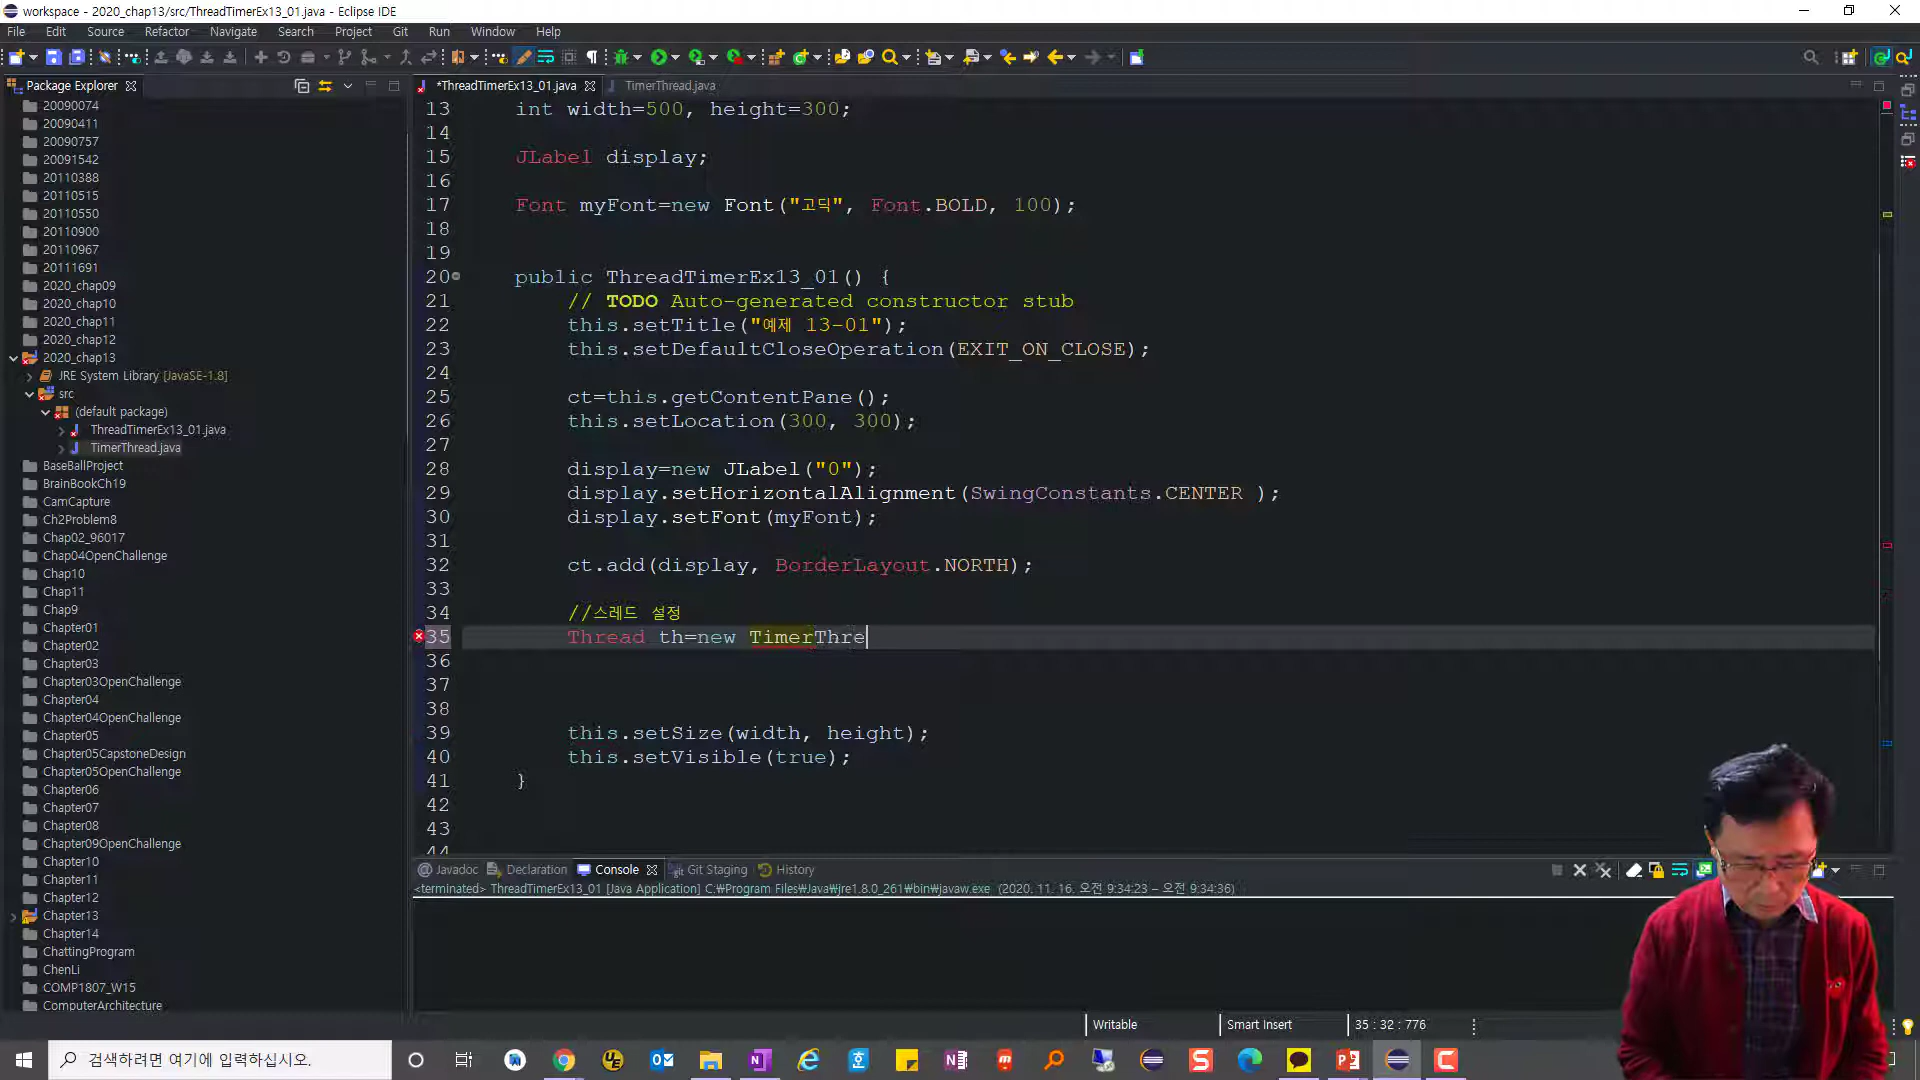 workspace - 2020_chap13/src/ThreadTimerEx13_01.java - Eclipse IDE
File Edit Source Refactor Navigate Search Project Git Run Window Help
Package Explorer
*ThreadTimerEx13_01.java TimerThread.java
20090074
20090411
20090757
20091542
20110388
20110515
20110550
20110900
20110967
20111691
2020_chap09
2020_chap10
2020_chap11
2020_chap12
2020_chap13
JRE System Library [JavaSE-1.8]
src
(default package)
ThreadTimerEx13_01.java
TimerThread.java
BaseBallProject
BrainBookCh19
CamCapture
Ch2Problem8
Chap02_96017
Chap04OpenChallenge
Chap10
Chap11
Chap9
Chapter01
Chapter02
Chapter03
Chapter03OpenChallenge
Chapter04
Chapter04OpenChallenge
Chapter05
Chapter05CapstoneDesign
Chapter05OpenChallenge
Chapter06
Chapter07
Chapter08
Chapter09OpenChallenge
Chapter10
Chapter11
Chapter12
Chapter13
Chapter14
ChattingProgram
ChenLi
COMP1807_W15
ComputerArchitecture
13 int width=500, height=300;
14
15 JLabel display;
16
17 Font myFont=new Font("고딕", Font.BOLD, 100);
18
19
20 public ThreadTimerEx13_01() {
21 // TODO Auto-generated constructor stub
22 this.setTitle("예제 13-01");
23 this.setDefaultCloseOperation(EXIT_ON_CLOSE);
24
25 ct=this.getContentPane();
26 this.setLocation(300, 300);
27
28 display=new JLabel("0");
29 display.setHorizontalAlignment(SwingConstants.CENTER );
30 display.setFont(myFont);
31
32 ct.add(display, BorderLayout.NORTH);
33
34 //스레드 설정
35 Thread th=new TimerThre
36
37
38
39 this.setSize(width, height);
40 this.setVisible(true);
41 }
42
43
44
@ Javadoc Declaration Console Git Staging History
<terminated> ThreadTimerEx13_01 [Java Application] C:₩Program Files₩Java₩jre1.8.0_261₩bin₩javaw.exe (2020. 11. 16. 오전 9:34:23 – 오전 9:34:36)
Writable Smart Insert 35 : 32 : 776
검색하려면 여기에 입력하십시오.